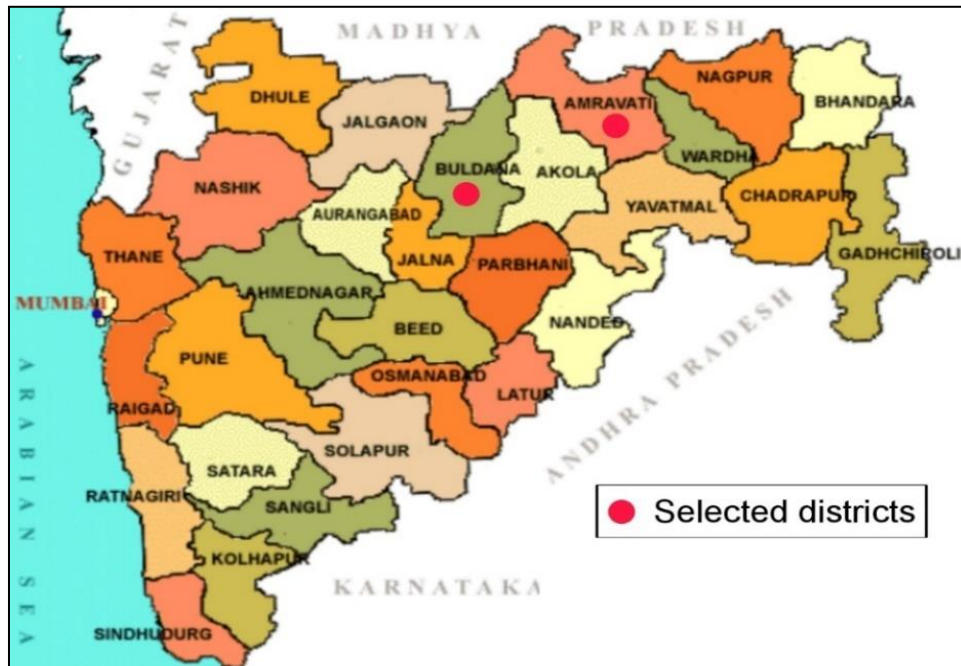 MADHYA PRADESH
GUJARAT
DHULE
JALGAON
BULDANA
AKOLA
AMRAVATI
NAGPUR
WARDHA
BHANDARA
NASHIK
AURANGABAD
JALNA
PARBHANI
YAVATMAL
CHADRAPUR
GADHCHIROLI
THANE
AHMEDNAGAR
MUMBAI
BEED
NANDED
PUNE
OSMANABAD
LATUR
RAIGAD
ANDHRA PRADESH
SATARA
SOLAPUR
RATNAGIRI
SANGLI
Selected districts
KOLHAPUR
KARNATAKA
SINDHUDURG
ARABIAN SEA